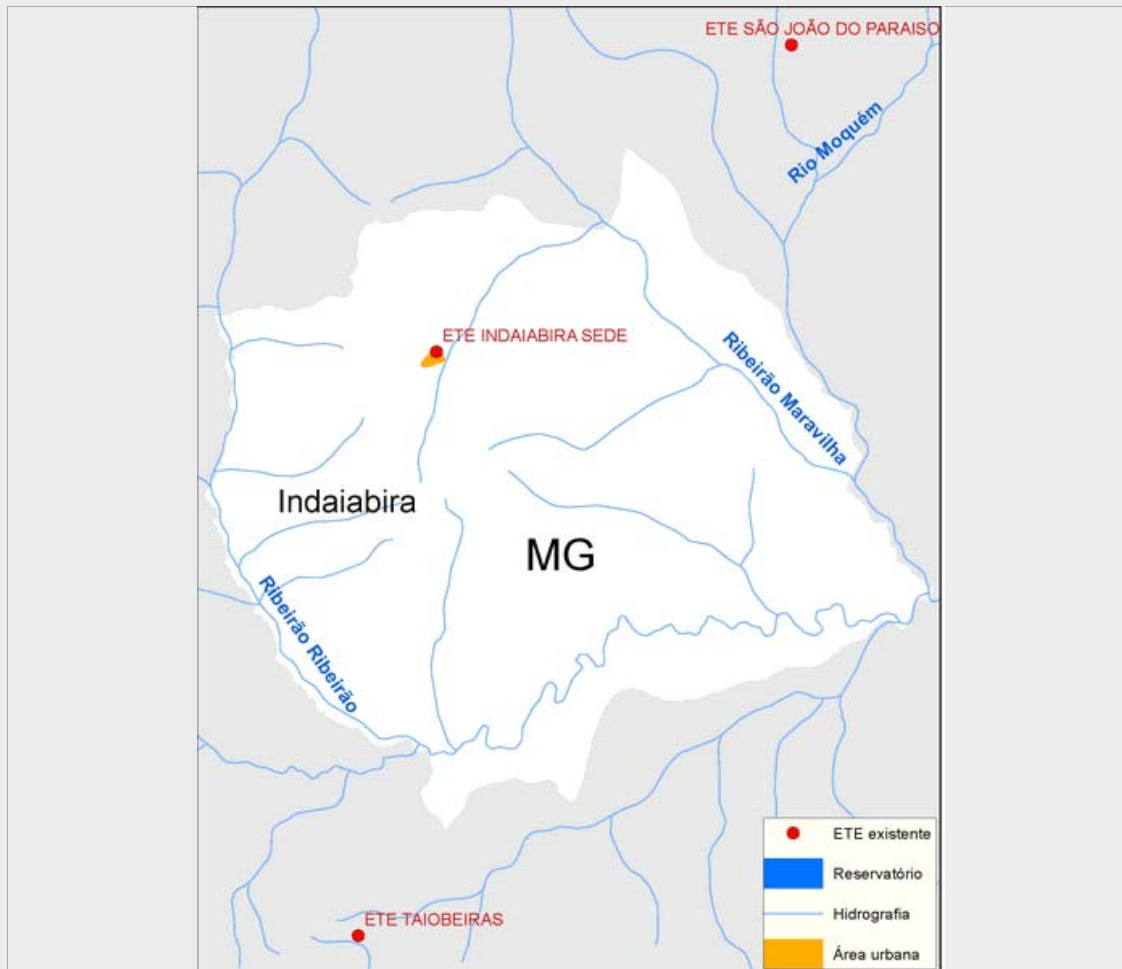 ETE SÃO JOÃO DO PARAISO
Rio Moquém
ETE INDAIABIRA SEDE
Ribeirão Maravilha
Indaiabira
MG
Ribeirão Ribeirão
ETE TAIOBEIRAS
ETE existente
Reservatório
Hidrografia
Área urbana